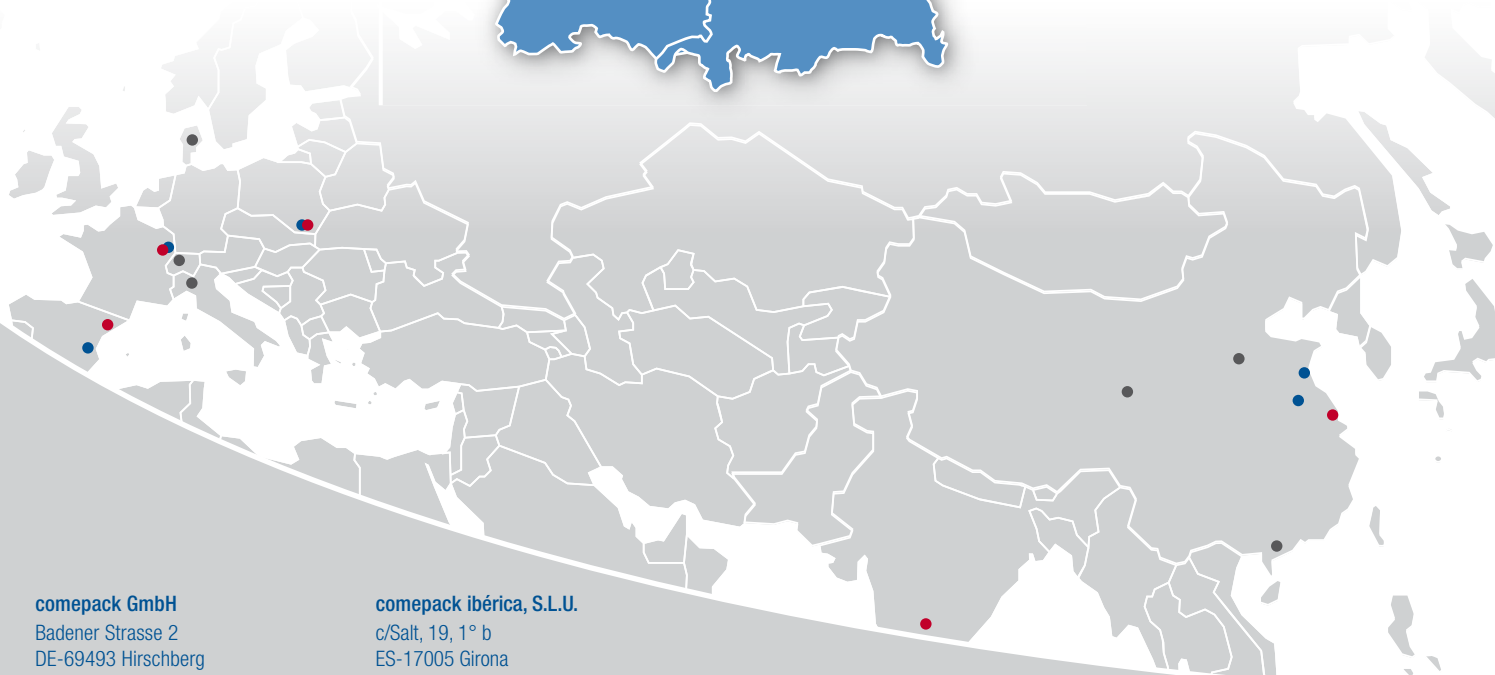 comepack GmbH
Badener Strasse 2
DE-69493 Hirschberg
comepack ibérica, S.L.U.
c/Salt, 19, 1° b
ES-17005 Girona